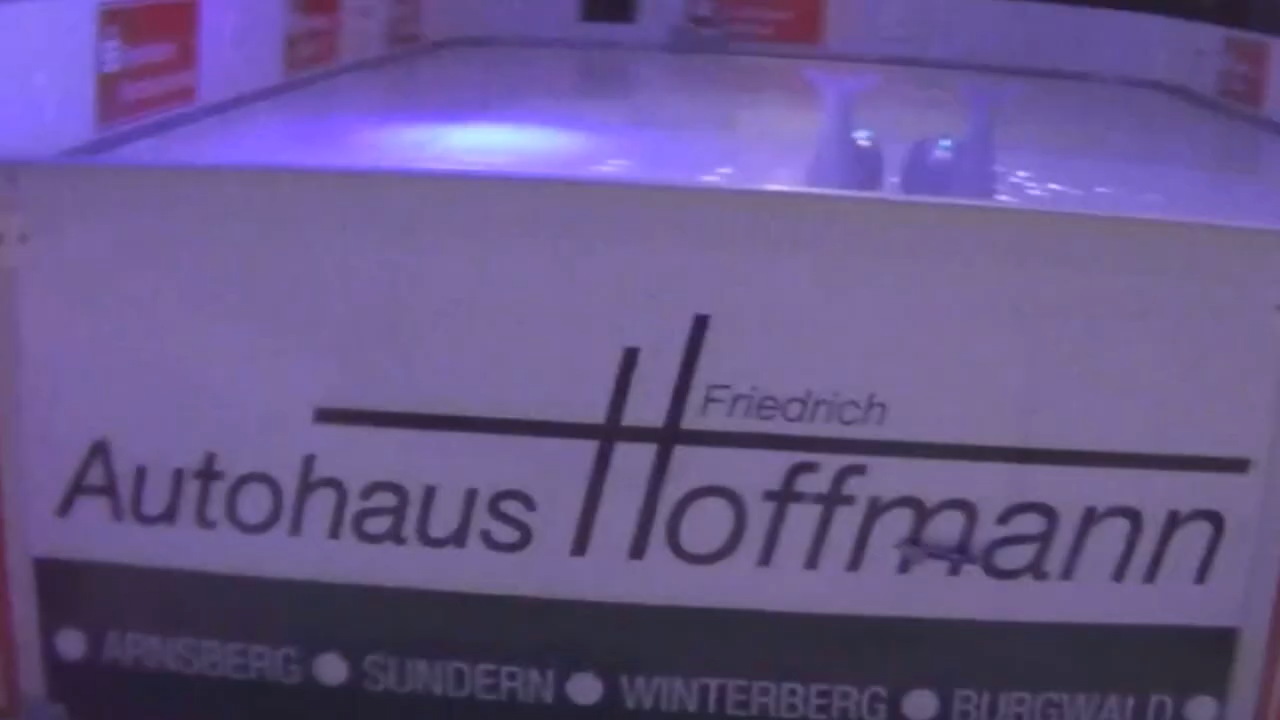 Friedrich
Autohaus Hoffmann
● ARNSBERG ● SUNDERN ● WINTERBERG ● BURGWALD ●